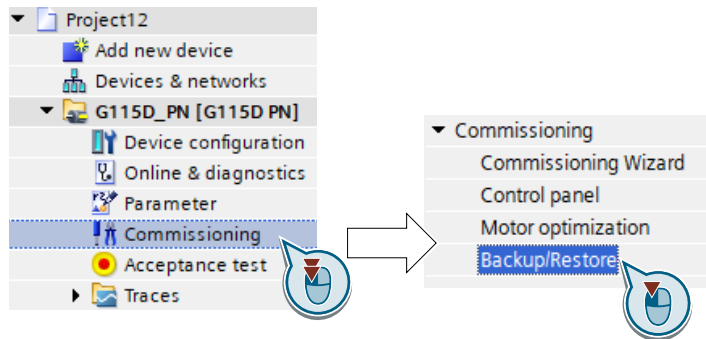 Project12
Add new device
Devices & networks
G115D_PN [G115D PN]
Device configuration
Online & diagnostics
Parameter
Commissioning
Acceptance test
Traces
Commissioning
Commissioning Wizard
Control panel
Motor optimization
Backup/Restore